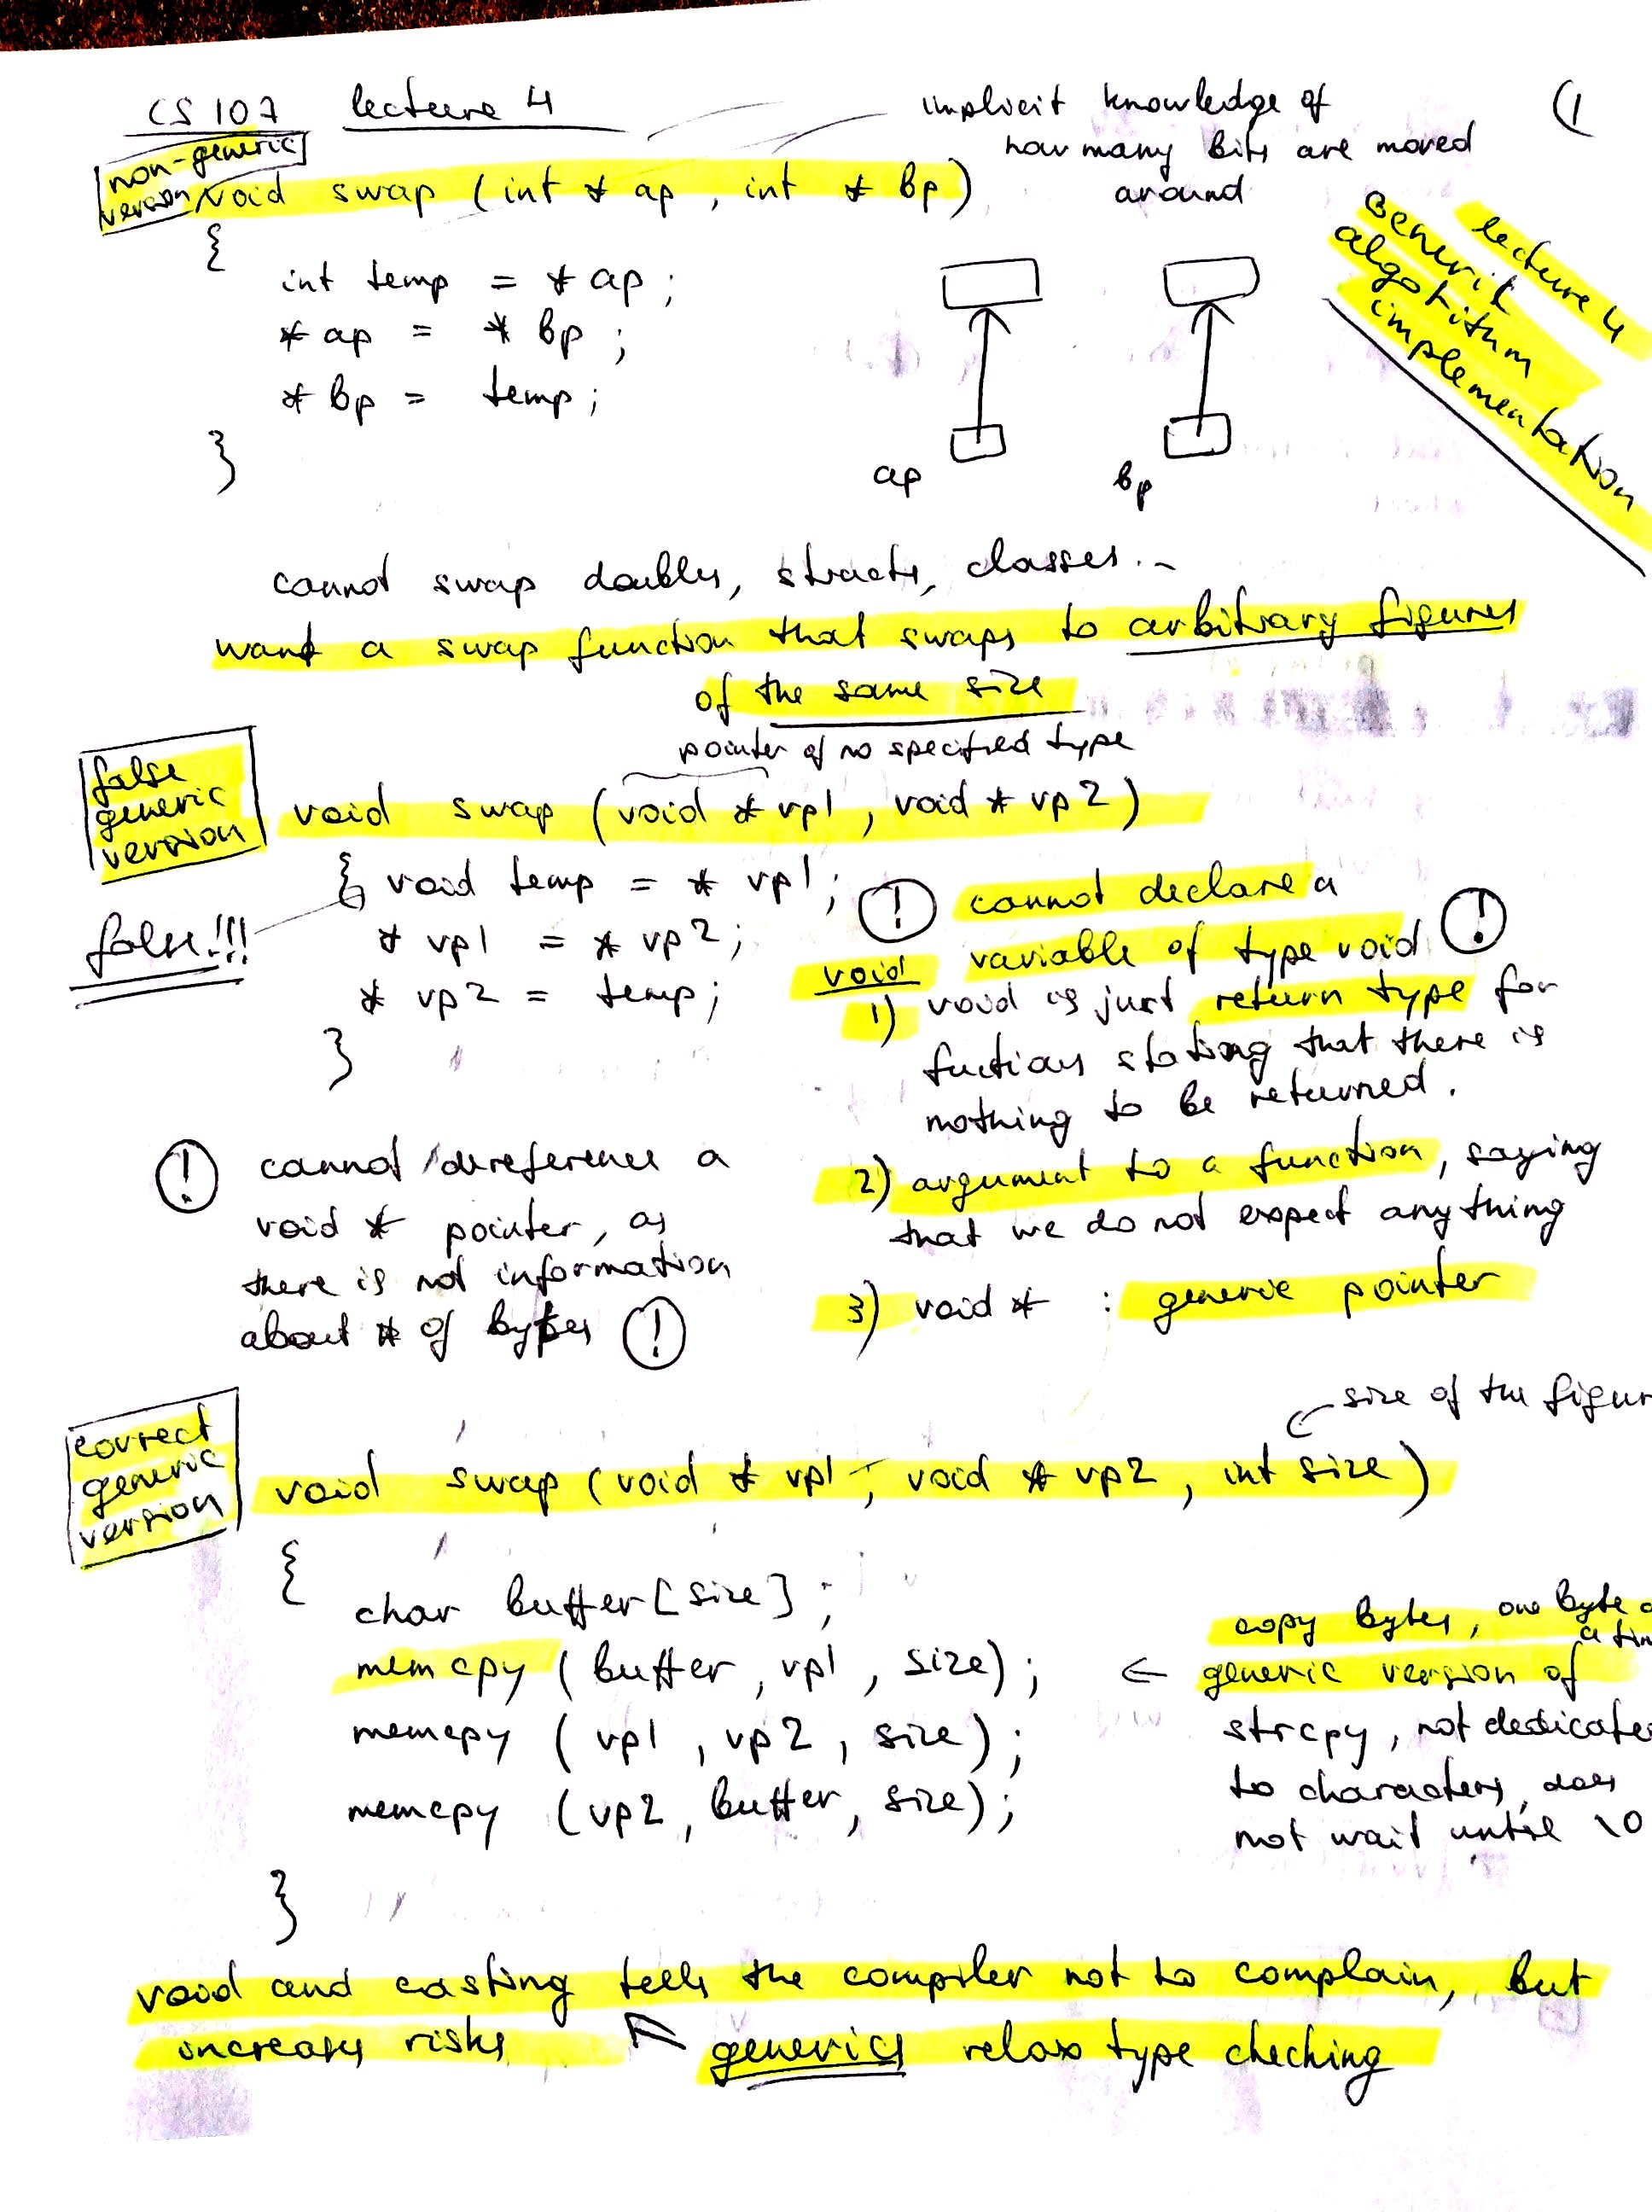 CS 107 lecture 4
(1
implicit knowledge of
how many bits are moved
around
non-generic
version
void swap (int * ap, int * bp)
{
int temp = * ap;
* ap = * bp;
* bp = temp;
}
ap
bp
lecture 4
Generik
algoritum
implementation
cannot swap doubles, structs, classes...
want a swap function that swaps to arbitrary figures
of the same size
pointer of no specified type
false
generic
version
void swap (void * vp1, void * vp2)
false!!!
{ void temp = * vp1;
* vp1 = * vp2;
* vp2 = temp;
}
! cannot declare a
variable of type void !
void
1) void is just return type for
fuctions stating that there is
nothing to be returned.
2) argument to a function, saying
that we do not expect anything
3) void * : generic pointer
! cannot dereference a
void * pointer, as
there is not information
about # of bytes !
size of the figur
correct
generic
version
void swap (void * vp1, void * vp2, int size)
{
char buffer[size];
memcpy (buffer, vp1, size);
memcpy (vp1, vp2, size);
memcpy (vp2, buffer, size);
}
copy bytes, one byte
a
← generic version of
strcpy, not dedicate
to characters, does
not wait until \0
void and casting tells the compiler not to complain, but
increases risks
generics relax type checking